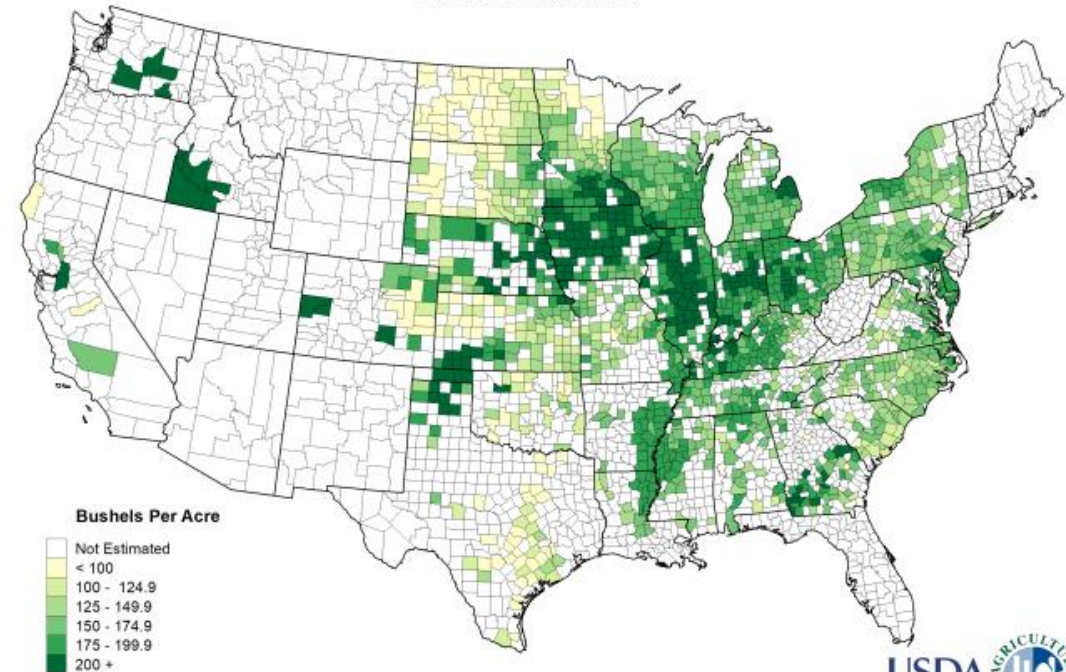 Bushels Per Acre
Not Estimated
< 100
100 - 124.9
125 - 149.9
150 - 174.9
175 - 199.9
200 +
USDA
AGRICULTU